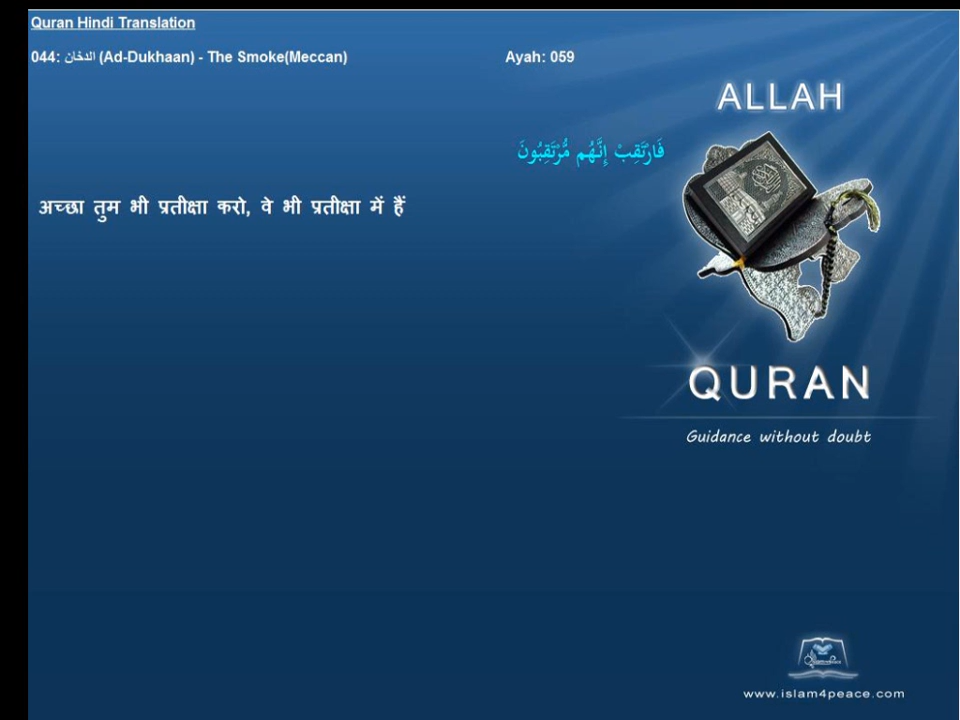 Quran Hindi Translation
044: الدخان (Ad-Dukhaan) - The Smoke(Meccan)
Ayah: 059
ALLAH
فَارْتَقِبْ إِنَّهُم مُّرْتَقِبُونَ
अच्छा तुम भी प्रतीक्षा करो, वे भी प्रतीक्षा में हैं
QURAN
Guidance without doubt
www.islam4peace.com